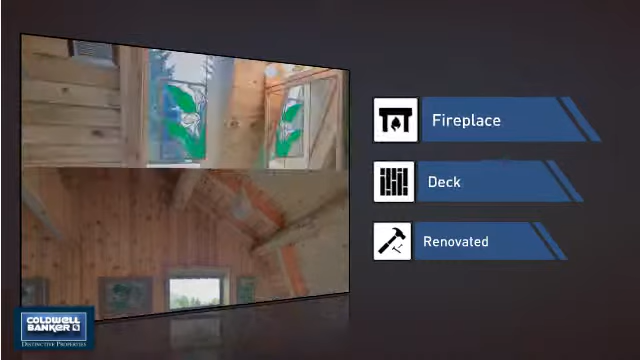 Fireplace
Deck
Renovated
COLDWELL
BANKER
DISTINCTIVE PROPERTIES